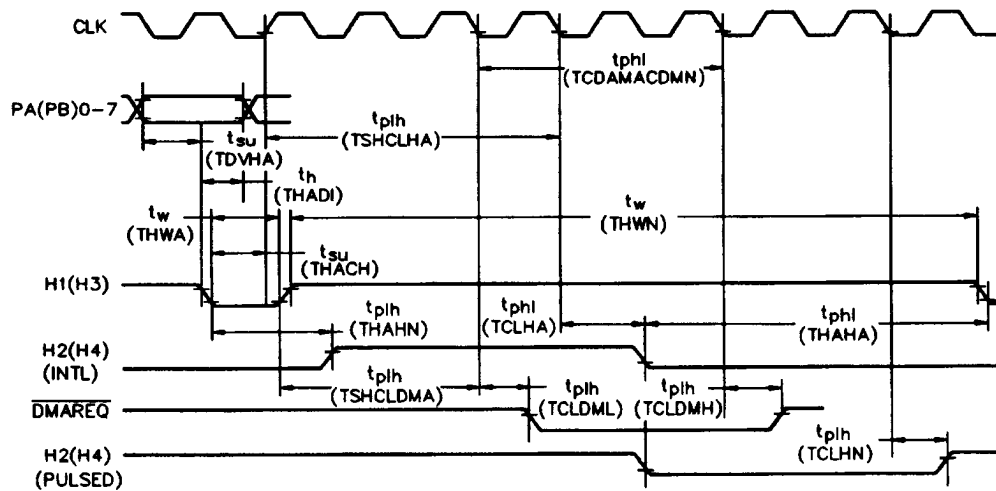 CLK
tphl
(TCDAMACDMN)
PA(PB)0-7
tplh
(TSHCLHA)
tsu
(TDVHA)
th
(THADI)
tw
(THWA)
tw
(THWN)
tsu
(THACH)
H1(H3)
tplh
(THAHN)
tphl
(TCLHA)
tphl
(THAHA)
H2(H4)
(INTL)
tplh
(TSHCLDMA)
tplh
(TCLDML)
tplh
(TCLDMH)
DMAREQ
tplh
(TCLHN)
H2(H4)
(PULSED)